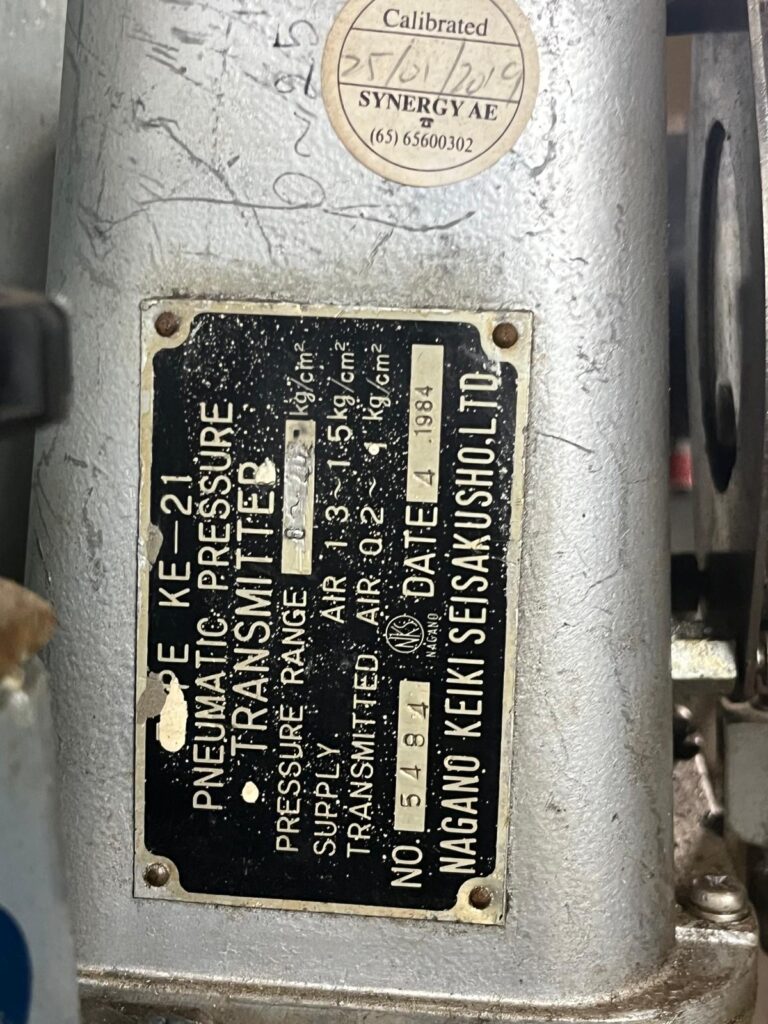 Calibrated
25/01/2019
SYNERGY AE
☎
(65) 65600302
PE KE-21
PNEUMATIC PRESSURE
TRANSMITTER
PRESSURE RANGE kg/cm²
SUPPLY AIR 1.3~1.5kg/cm²
TRANSMITTED AIR 0.2~1 kg/cm²
NO. 5484 NKS NAGANO DATE 4.1984
NAGANO KEIKI SEISAKUSHO,LTD.